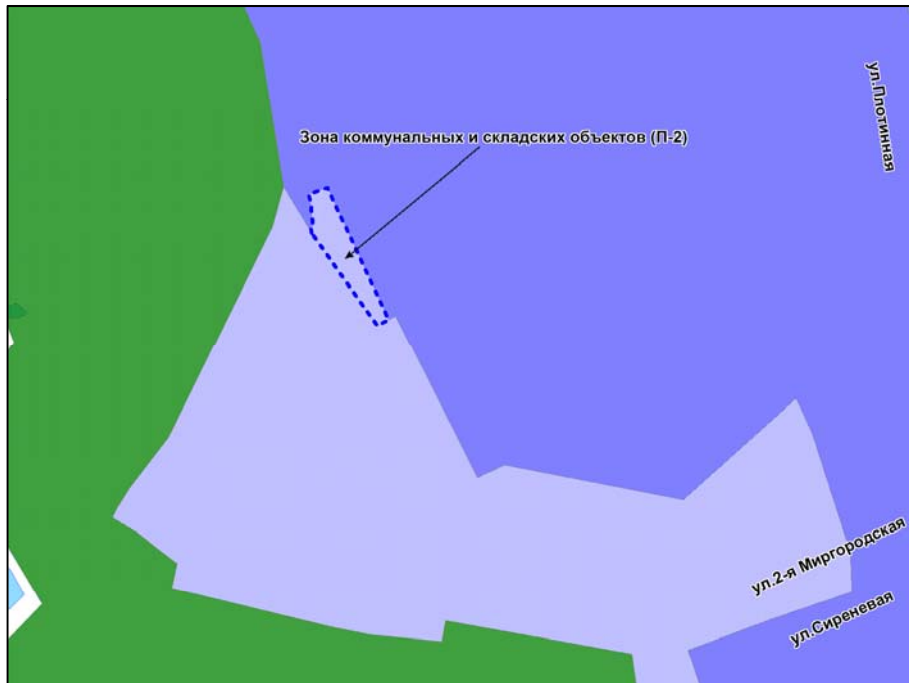 ул.Плотинная
Зона коммунальных и складских объектов (П-2)
ул.2-я Миргородская
ул.Сиреневая